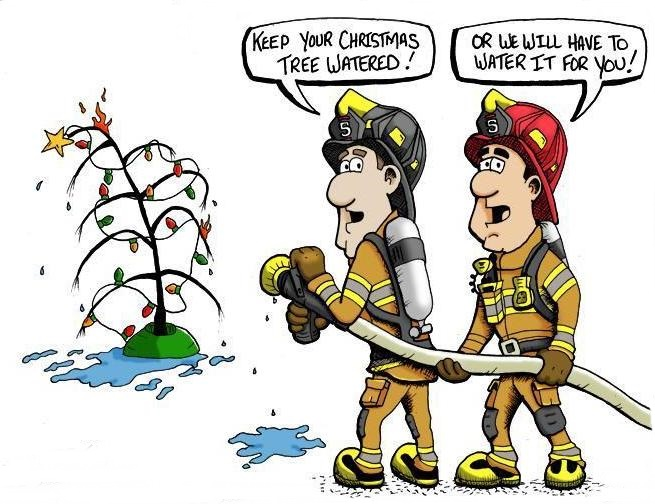 KEEP YOUR CHRISTMAS
TREE WATERED!
OR WE WILL HAVE TO
WATER IT FOR YOU!
5
5